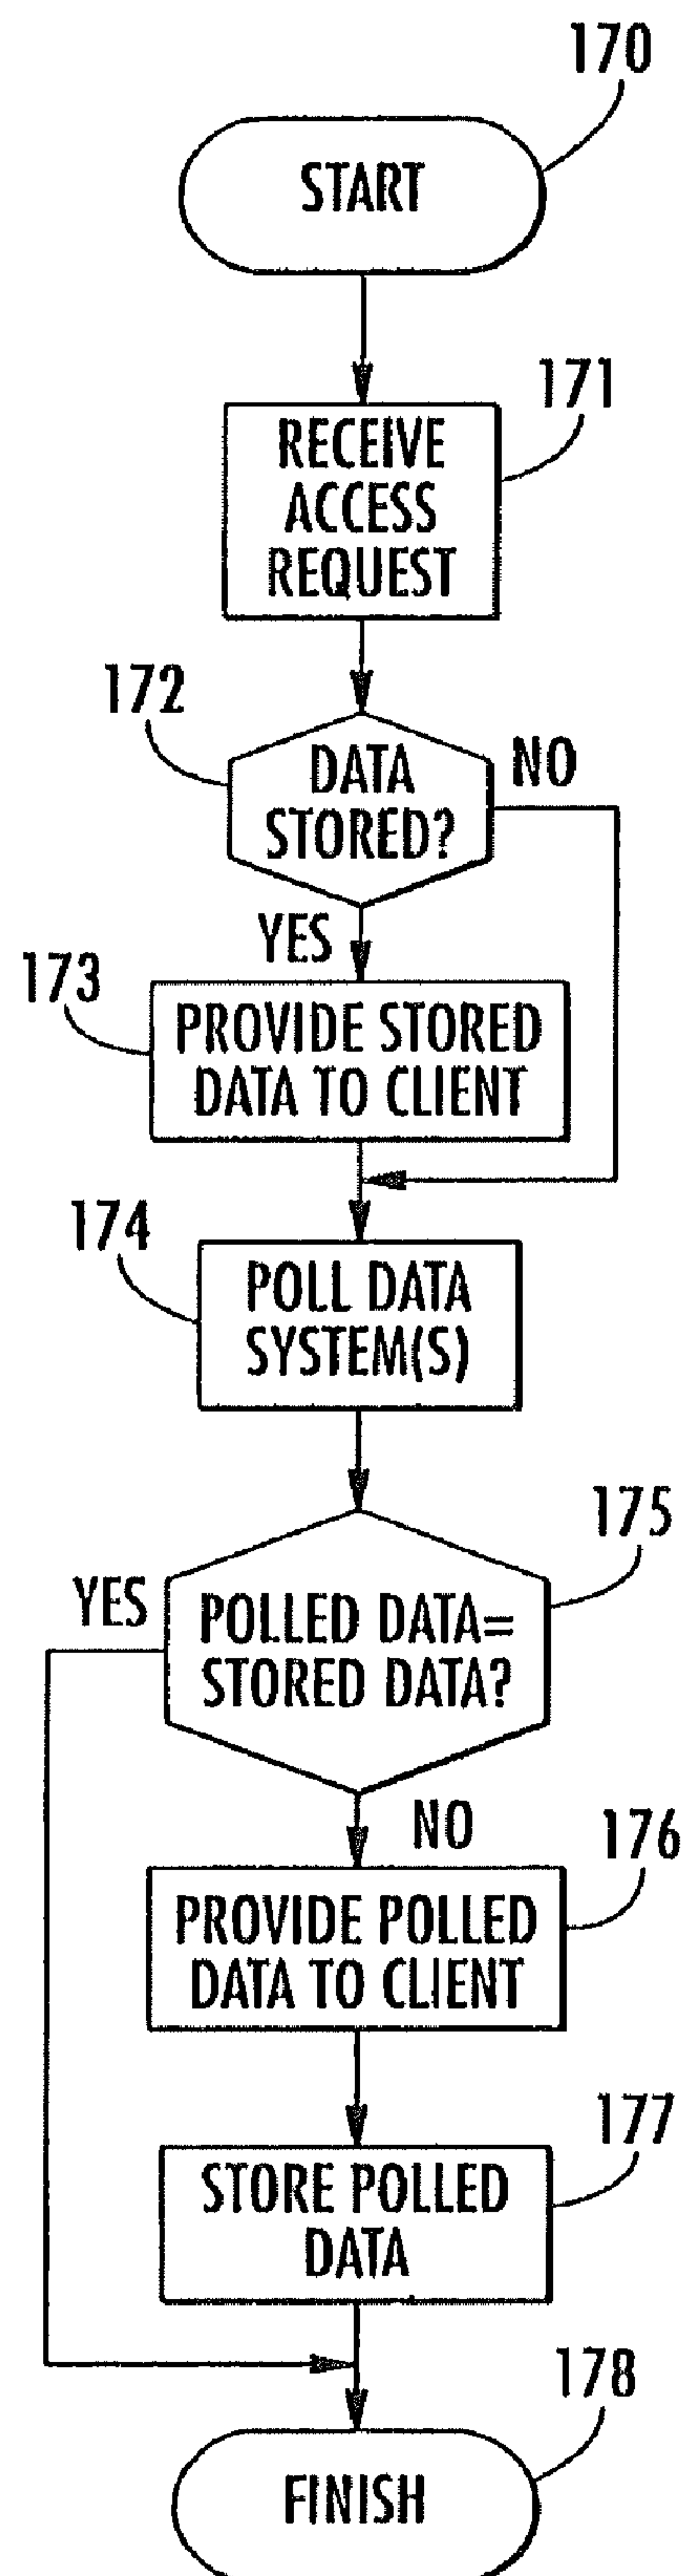 170
START
171
RECEIVE
ACCESS
REQUEST
172
DATA
STORED?
NO
YES
173
PROVIDE STORED
DATA TO CLIENT
174
POLL DATA
SYSTEM(S)
175
YES
POLLED DATA=
STORED DATA?
NO
176
PROVIDE POLLED
DATA TO CLIENT
177
STORE POLLED
DATA
178
FINISH